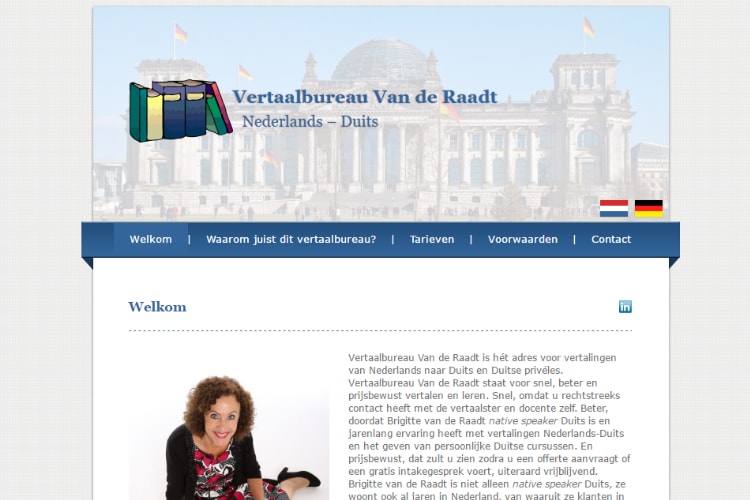 Vertaalbureau Van de Raadt
Nederlands – Duits
Welkom | Waarom juist dit vertaalbureau? | Tarieven | Voorwaarden | Contact
Welkom
in
Vertaalbureau Van de Raadt is hét adres voor vertalingen
van Nederlands naar Duits en Duitse privéles.
Vertaalbureau Van de Raadt staat voor snel, beter en
prijsbewust vertalen en leren. Snel, omdat u rechtstreeks
contact heeft met de vertaalster en docente zelf. Beter,
doordat Brigitte van de Raadt native speaker Duits is en
jarenlang ervaring heeft met vertalingen Nederlands-Duits
en het geven van persoonlijke Duitse cursussen. En
prijsbewust, dat zult u zien zodra u een offerte aanvraagt of
een gratis intakegesprek voert, uiteraard vrijblijvend.
Brigitte van de Raadt is niet alleen native speaker Duits, ze
woont ook al jaren in Nederland, van waaruit ze klanten in